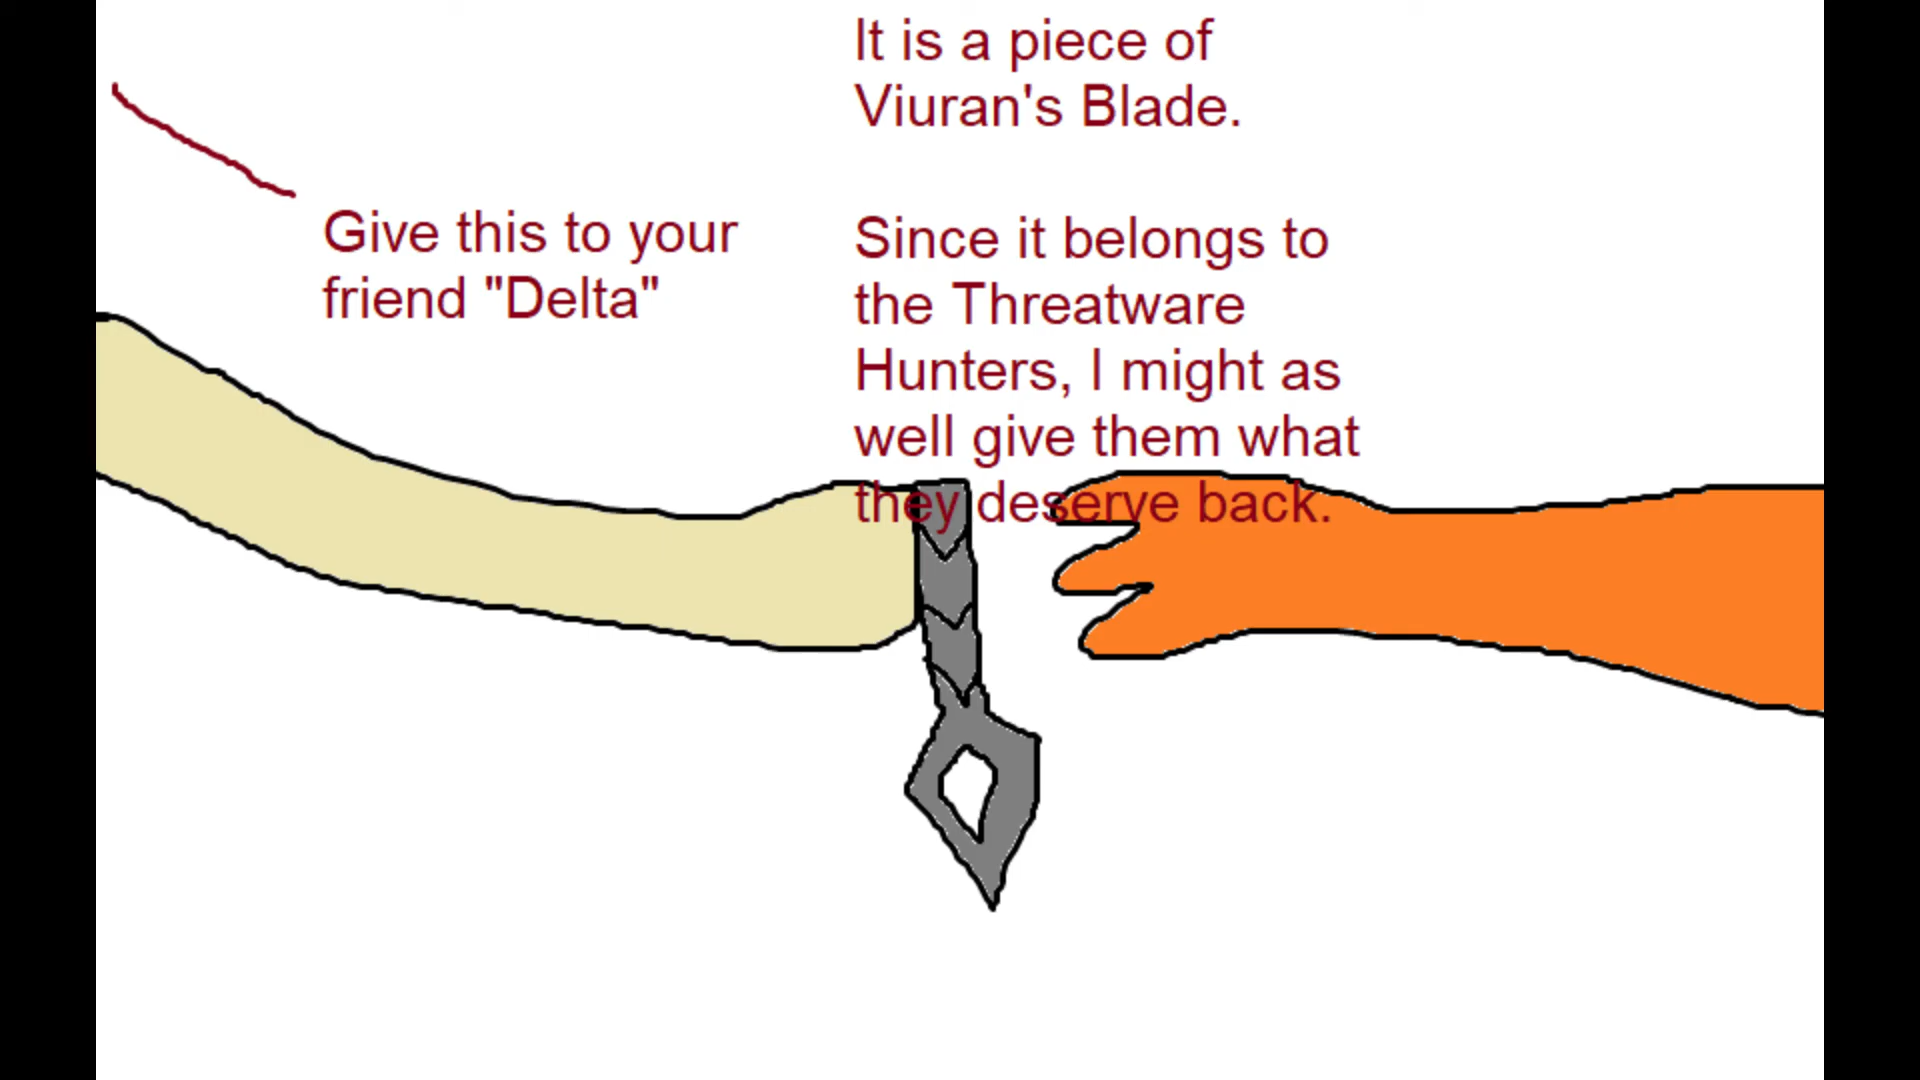 Give this to your
friend "Delta"
It is a piece of
Viuran's Blade.
Since it belongs to
the Threatware
Hunters, I might as
well give them what
they deserve back.